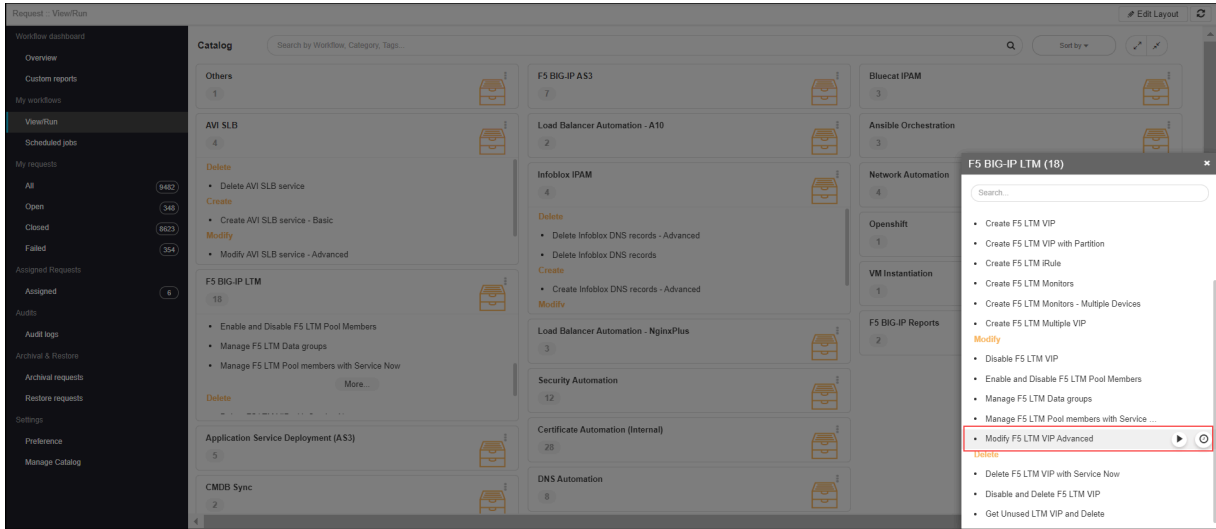 Request :: View/Run
Edit Layout
Workflow dashboard
Overview
Custom reports
My workflows
View/Run
Scheduled jobs
My requests
All 9482
Open 348
Closed 8623
Failed 354
Assigned Requests
Assigned 6
Audits
Audit logs
Archival & Restore
Archival requests
Restore requests
Settings
Preference
Manage Catalog
Catalog
Search by Workflow, Category, Tags...
Sort by
Others
1
AVI SLB
4
Delete
• Delete AVI SLB service
Create
• Create AVI SLB service - Basic
Modify
• Modify AVI SLB service - Advanced
F5 BIG-IP LTM
18
• Enable and Disable F5 LTM Pool Members
• Manage F5 LTM Data groups
• Manage F5 LTM Pool members with Service Now
More...
Delete
Application Service Deployment (AS3)
5
CMDB Sync
2
F5 BIG-IP AS3
7
Load Balancer Automation - A10
2
Infoblox IPAM
4
Delete
• Delete Infoblox DNS records - Advanced
• Delete Infoblox DNS records
Create
• Create Infoblox DNS records - Advanced
Modify
Load Balancer Automation - NginxPlus
3
Security Automation
12
Certificate Automation (Internal)
28
DNS Automation
8
Bluecat IPAM
3
Ansible Orchestration
3
Network Automation
4
Openshift
1
VM Instantiation
1
F5 BIG-IP Reports
2
F5 BIG-IP LTM (18)
Search...
• Create F5 LTM VIP
• Create F5 LTM VIP with Partition
• Create F5 LTM iRule
• Create F5 LTM Monitors
• Create F5 LTM Monitors - Multiple Devices
• Create F5 LTM Multiple VIP
Modify
• Disable F5 LTM VIP
• Enable and Disable F5 LTM Pool Members
• Manage F5 LTM Data groups
• Manage F5 LTM Pool members with Service ...
• Modify F5 LTM VIP Advanced
Delete
• Delete F5 LTM VIP with Service Now
• Disable and Delete F5 LTM VIP
• Get Unused LTM VIP and Delete